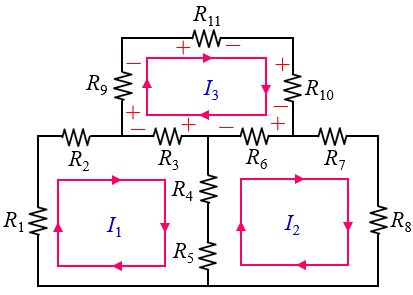 R11
+ −
− +
R9 I3 R10
+ −
− + − +
R2 R3 R6 R7
R4
R1 I1 I2 R8
R5